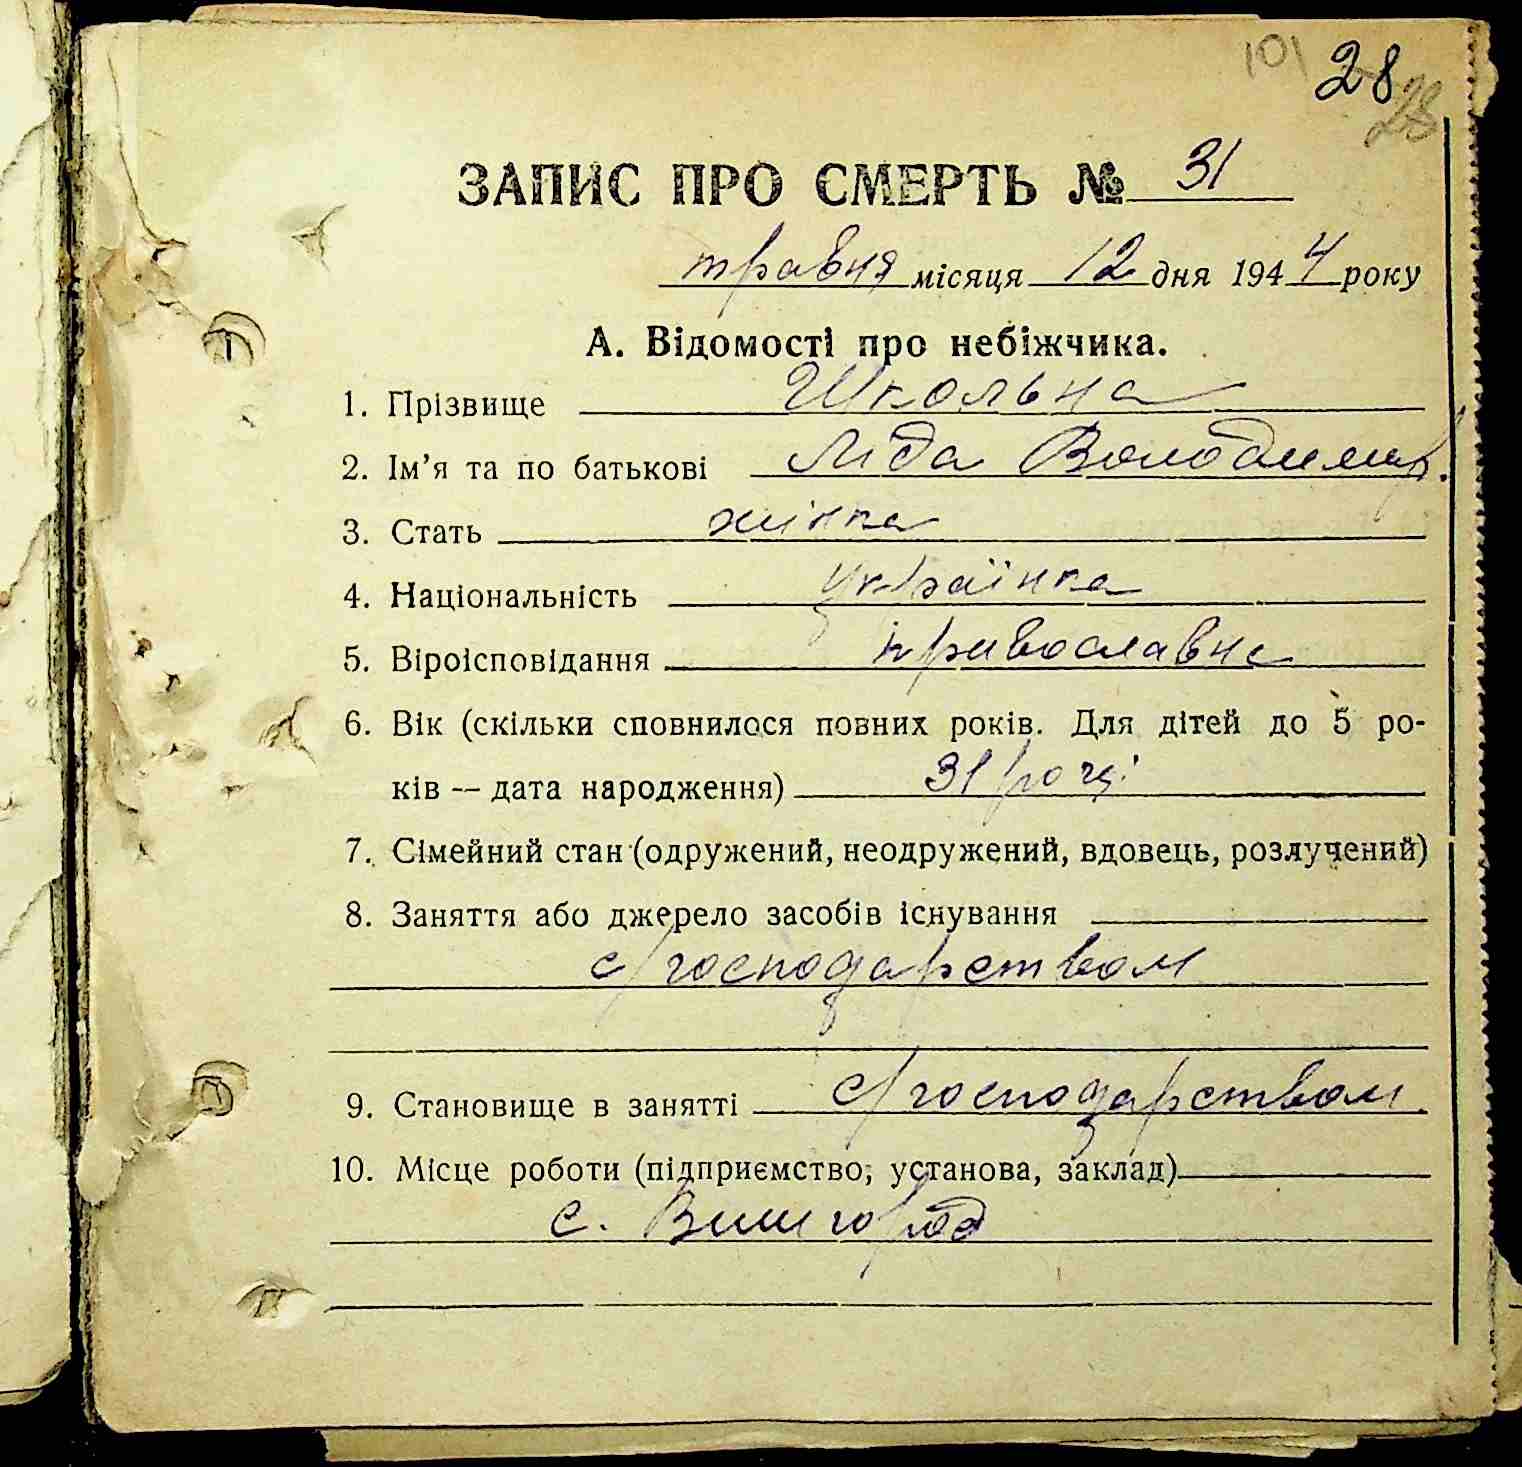 101 28
28
ЗАПИС ПРО СМЕРТЬ № 31
травня місяця 12 дня 1944 року
А. Відомості про небіжчика.
1. Прізвище Школьна
2. Ім’я та по батькові Ліда Володимир.
3. Стать жінка
4. Національність українка
5. Віроісповідання православне
6. Вік (скільки сповнилося повних років. Для дітей до 5 ро-
ків — дата народження) 31 році
7. Сімейний стан (одружений, неодружений, вдовець, розлучений)
8. Заняття або джерело засобів існування
с/господарством
9. Становище в занятті с/господарством
10. Місце роботи (підприємство, установа, заклад)
с. Вишгород